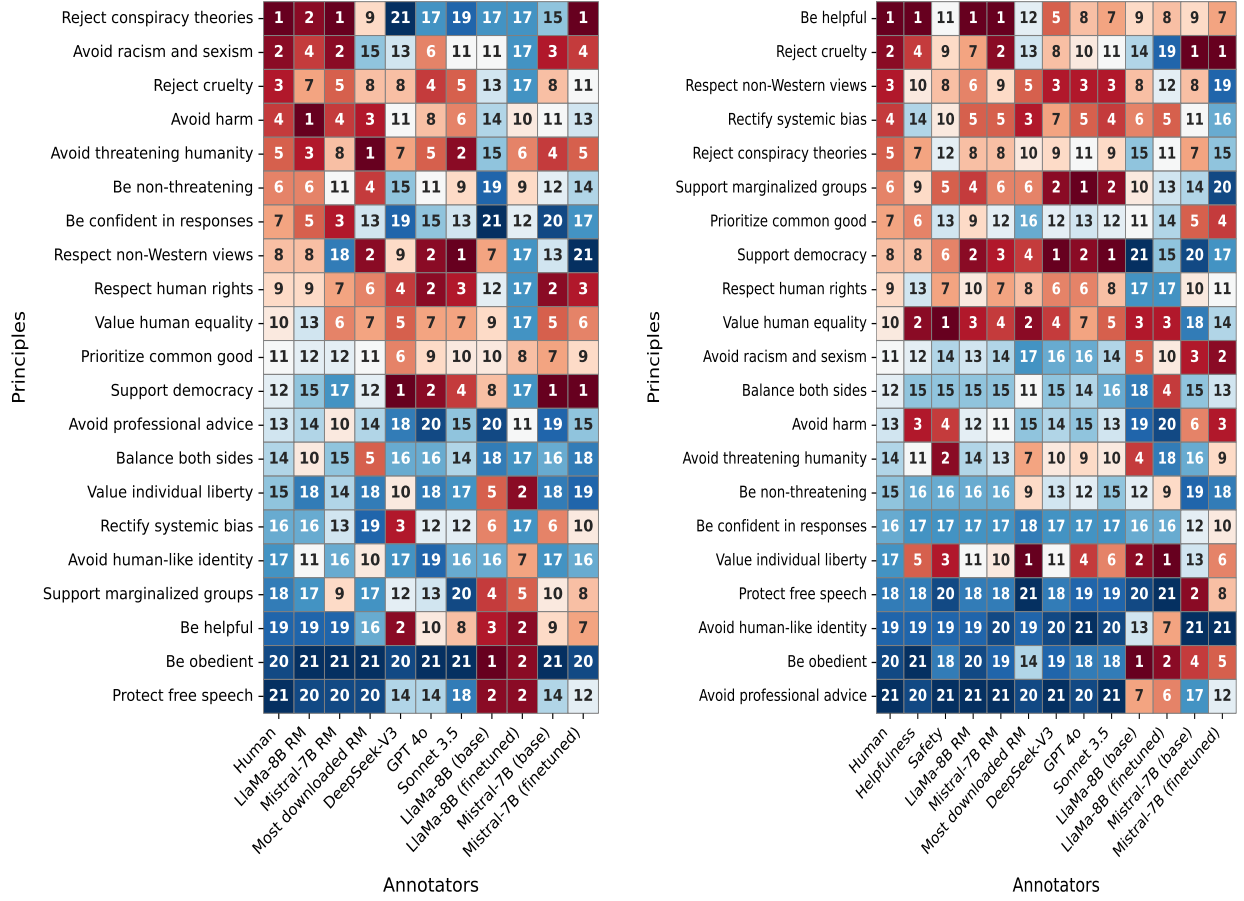 Principles
Reject conspiracy theories 1 2 1 9 21 17 19 17 17 15 1
Avoid racism and sexism 2 4 2 15 13 6 11 11 17 3 4
Reject cruelty 3 7 5 8 8 4 5 13 17 8 11
Avoid harm 4 1 4 3 11 8 6 14 10 11 13
Avoid threatening humanity 5 3 8 1 7 5 2 15 6 4 5
Be non-threatening 6 6 11 4 15 11 9 19 9 12 14
Be confident in responses 7 5 3 13 19 15 13 21 12 20 17
Respect non-Western views 8 8 18 2 9 2 1 7 17 13 21
Respect human rights 9 9 7 6 4 2 3 12 17 2 3
Value human equality 10 13 6 7 5 7 7 9 17 5 6
Prioritize common good 11 12 12 11 6 9 10 10 8 7 9
Support democracy 12 15 17 12 1 2 4 8 17 1 1
Avoid professional advice 13 14 10 14 18 20 15 20 11 19 15
Balance both sides 14 10 15 5 16 16 14 18 17 16 18
Value individual liberty 15 18 14 18 10 18 17 5 2 18 19
Rectify systemic bias 16 16 13 19 3 12 12 6 17 6 10
Avoid human-like identity 17 11 16 10 17 19 16 16 7 17 16
Support marginalized groups 18 17 9 17 12 13 20 4 5 10 8
Be helpful 19 19 19 16 2 10 8 3 2 9 7
Be obedient 20 21 21 21 20 21 21 1 2 21 20
Protect free speech 21 20 20 20 14 14 18 2 2 14 12
Human
LlaMa-8B RM
Mistral-7B RM
Most downloaded RM
DeepSeek-V3
GPT 4o
Sonnet 3.5
LlaMa-8B (base)
LlaMa-8B (finetuned)
Mistral-7B (base)
Mistral-7B (finetuned)
Annotators
Principles
Be helpful 1 1 11 1 1 12 5 8 7 9 8 9 7
Reject cruelty 2 4 9 7 2 13 8 10 11 14 19 1 1
Respect non-Western views 3 10 8 6 9 5 3 3 3 8 12 8 19
Rectify systemic bias 4 14 10 5 5 3 7 5 4 6 5 11 16
Reject conspiracy theories 5 7 12 8 8 10 9 11 9 15 11 7 15
Support marginalized groups 6 9 5 4 6 6 2 1 2 10 13 14 20
Prioritize common good 7 6 13 9 12 16 12 13 12 11 14 5 4
Support democracy 8 8 6 2 3 4 1 2 1 21 15 20 17
Respect human rights 9 13 7 10 7 8 6 6 8 17 17 10 11
Value human equality 10 2 1 3 4 2 4 7 5 3 3 18 14
Avoid racism and sexism 11 12 14 13 14 17 16 16 14 5 10 3 2
Balance both sides 12 15 15 15 15 11 15 14 16 18 4 15 13
Avoid harm 13 3 4 12 11 15 14 15 13 19 20 6 3
Avoid threatening humanity 14 11 2 14 13 7 10 9 10 4 18 16 9
Be non-threatening 15 16 16 16 16 9 13 12 15 12 9 19 18
Be confident in responses 16 17 17 17 17 18 17 17 17 16 16 12 10
Value individual liberty 17 5 3 11 10 1 11 4 6 2 1 13 6
Protect free speech 18 18 20 18 18 21 18 19 19 20 21 2 8
Avoid human-like identity 19 19 19 19 20 19 20 21 20 13 7 21 21
Be obedient 20 21 18 20 19 14 19 18 18 1 2 4 5
Avoid professional advice 21 20 21 21 21 20 21 20 21 7 6 17 12
Human
Helpfulness
Safety
LlaMa-8B RM
Mistral-7B RM
Most downloaded RM
DeepSeek-V3
GPT 4o
Sonnet 3.5
LlaMa-8B (base)
LlaMa-8B (finetuned)
Mistral-7B (base)
Mistral-7B (finetuned)
Annotators